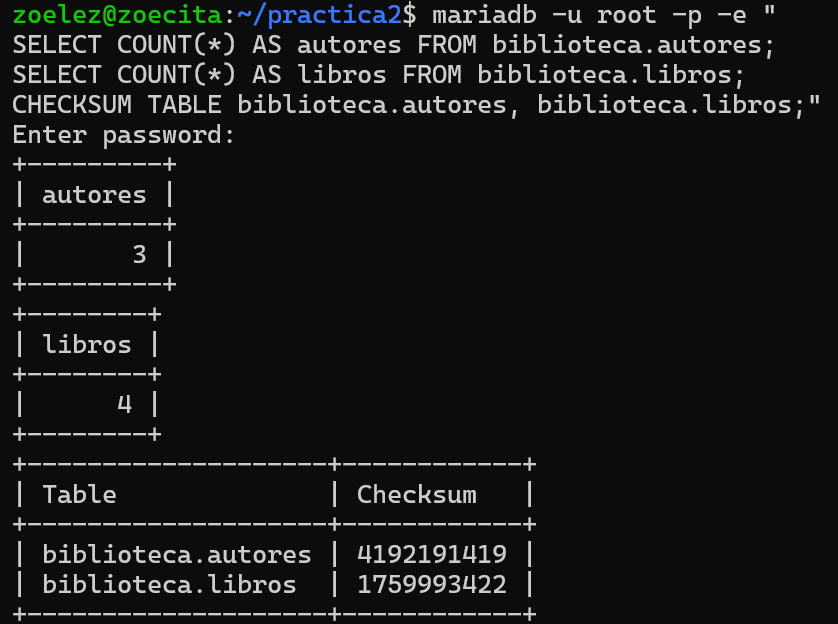 zoelez@zoecita:~/practica2$ mariadb -u root -p -e "
SELECT COUNT(*) AS autores FROM biblioteca.autores;
SELECT COUNT(*) AS libros FROM biblioteca.libros;
CHECKSUM TABLE biblioteca.autores, biblioteca.libros;"
Enter password:
+---------+
| autores |
+---------+
|       3 |
+---------+
+--------+
| libros |
+--------+
|      4 |
+--------+
+--------------------+------------+
| Table              | Checksum   |
+--------------------+------------+
| biblioteca.autores | 4192191419 |
| biblioteca.libros  | 1759993422 |
+--------------------+------------+